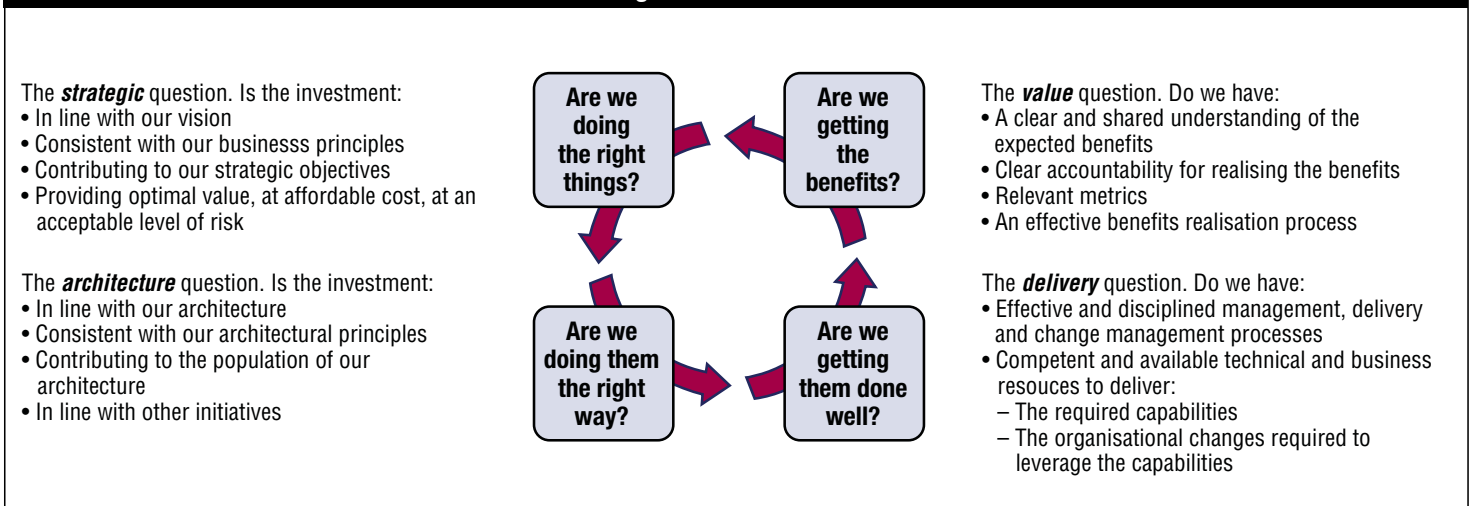 The strategic question. Is the investment:
• In line with our vision
• Consistent with our businesss principles
• Contributing to our strategic objectives
• Providing optimal value, at affordable cost, at an
acceptable level of risk
The architecture question. Is the investment:
• In line with our architecture
• Consistent with our architectural principles
• Contributing to the population of our
architecture
• In line with other initiatives
Are we
doing
the right
things?
Are we
getting
the
benefits?
Are we
doing them
the right
way?
Are we
getting
them done
well?
The value question. Do we have:
• A clear and shared understanding of the
expected benefits
• Clear accountability for realising the benefits
• Relevant metrics
• An effective benefits realisation process
The delivery question. Do we have:
• Effective and disciplined management, delivery
and change management processes
• Competent and available technical and business
resouces to deliver:
– The required capabilities
– The organisational changes required to
leverage the capabilities